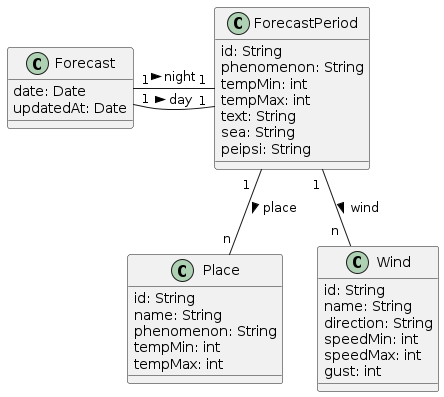 C Forecast
date: Date
updatedAt: Date
C ForecastPeriod
id: String
phenomenon: String
tempMin: int
tempMax: int
text: String
sea: String
peipsi: String
1 night 1
1 day 1
1 place n
1 wind n
C Place
id: String
name: String
phenomenon: String
tempMin: int
tempMax: int
C Wind
id: String
name: String
direction: String
speedMin: int
speedMax: int
gust: int